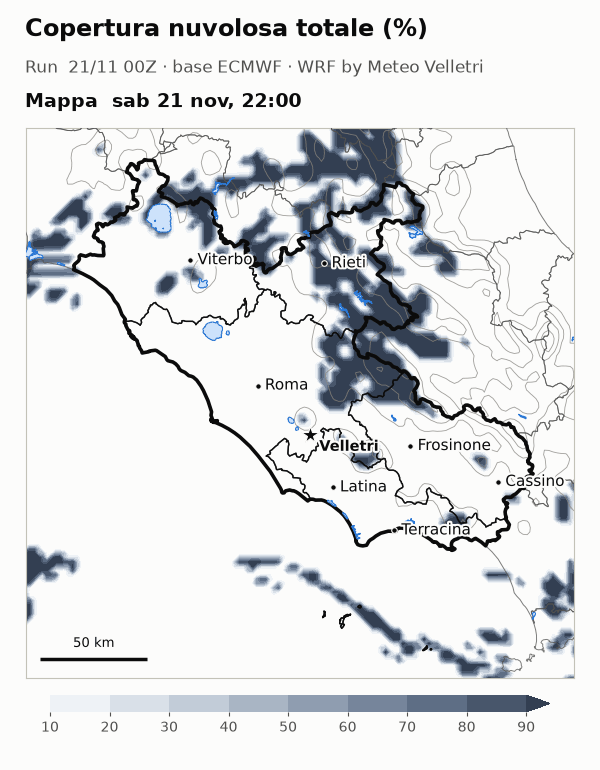 Copertura nuvolosa totale (%)
Run  21/11 00Z · base ECMWF · WRF by Meteo Velletri
Mappa  sab 21 nov, 22:00
Viterbo
Rieti
Roma
Velletri
Frosinone
Latina
Cassino
Terracina
50 km
10 20 30 40 50 60 70 80 90